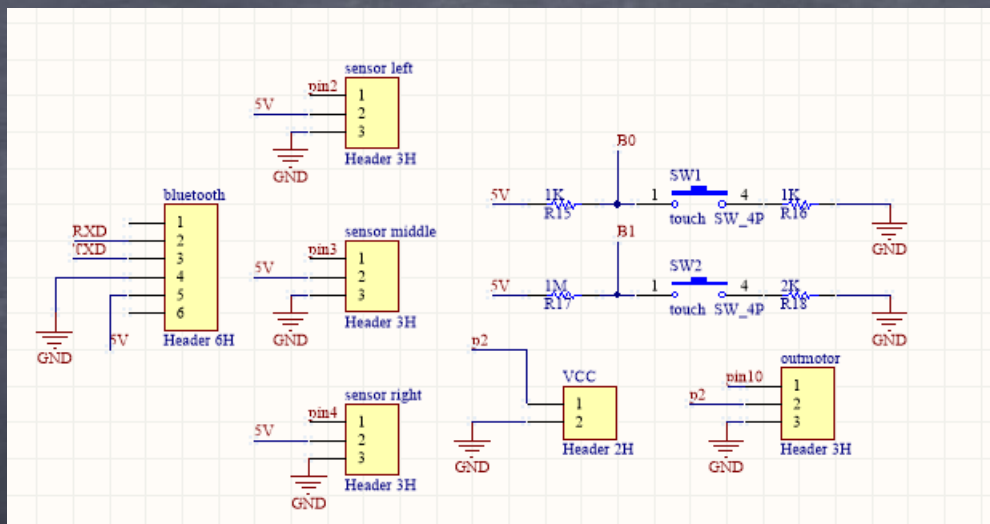 sensor left
pin2
5V
1
2
3
GND
Header 3H
bluetooth
RXD
TXD
1
2
3
4
5
6
GND
5V
Header 6H
sensor middle
pin3
5V
1
2
3
GND
Header 3H
sensor right
pin4
5V
1
2
3
GND
Header 3H
B0
5V
1K
R15
SW1
1
4
touch SW_4P
1K
R16
GND
B1
5V
1M
R17
SW2
1
4
touch SW_4P
2K
R18
GND
p2
VCC
1
2
GND
Header 2H
outmotor
pin10
p2
1
2
3
GND
Header 3H